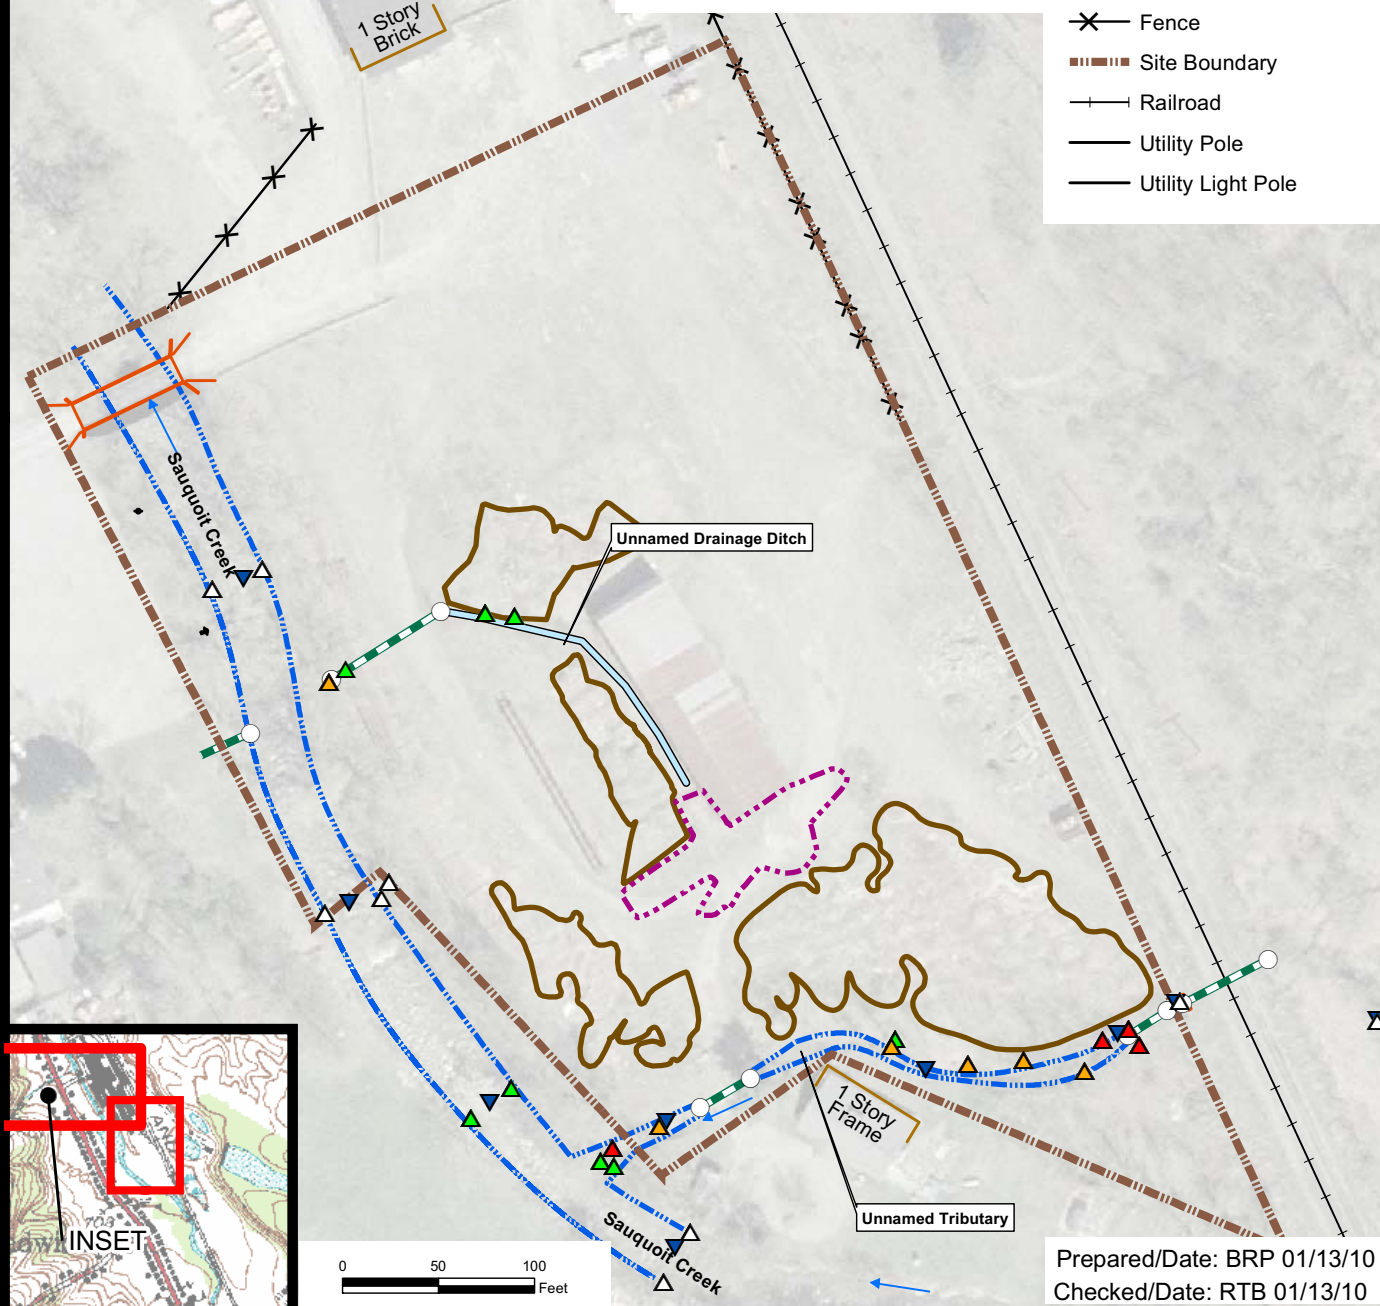 1 Story
Brick
Fence
Site Boundary
Railroad
Utility Pole
Utility Light Pole
Sauquoit Creek
Unnamed Drainage Ditch
1 Story
Frame
Unnamed Tributary
Sauquoit Creek
INSET
0 50 100
Feet
Prepared/Date: BRP 01/13/10
Checked/Date: RTB 01/13/10